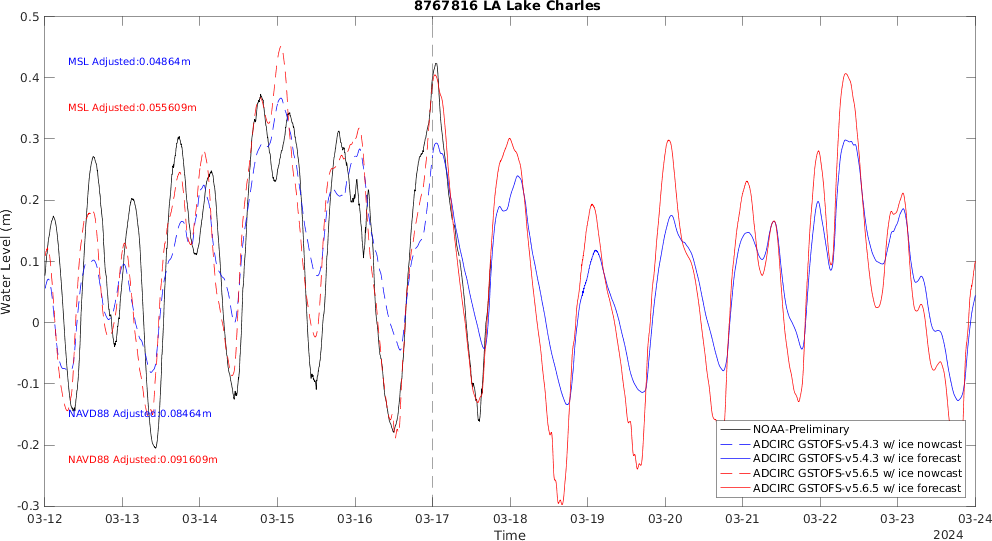 8767816 LA Lake Charles
0.5
0.4
0.3
0.2
0.1
0
-0.1
-0.2
-0.3
Water Level (m)
MSL Adjusted:0.04864m
MSL Adjusted:0.055609m
NAVD88 Adjusted:0.08464m
NAVD88 Adjusted:0.091609m
NOAA-Preliminary
ADCIRC GSTOFS-v5.4.3 w/ ice nowcast
ADCIRC GSTOFS-v5.4.3 w/ ice forecast
ADCIRC GSTOFS-v5.6.5 w/ ice nowcast
ADCIRC GSTOFS-v5.6.5 w/ ice forecast
03-12 03-13 03-14 03-15 03-16 03-17 03-18 03-19 03-20 03-21 03-22 03-23 03-24
Time
2024